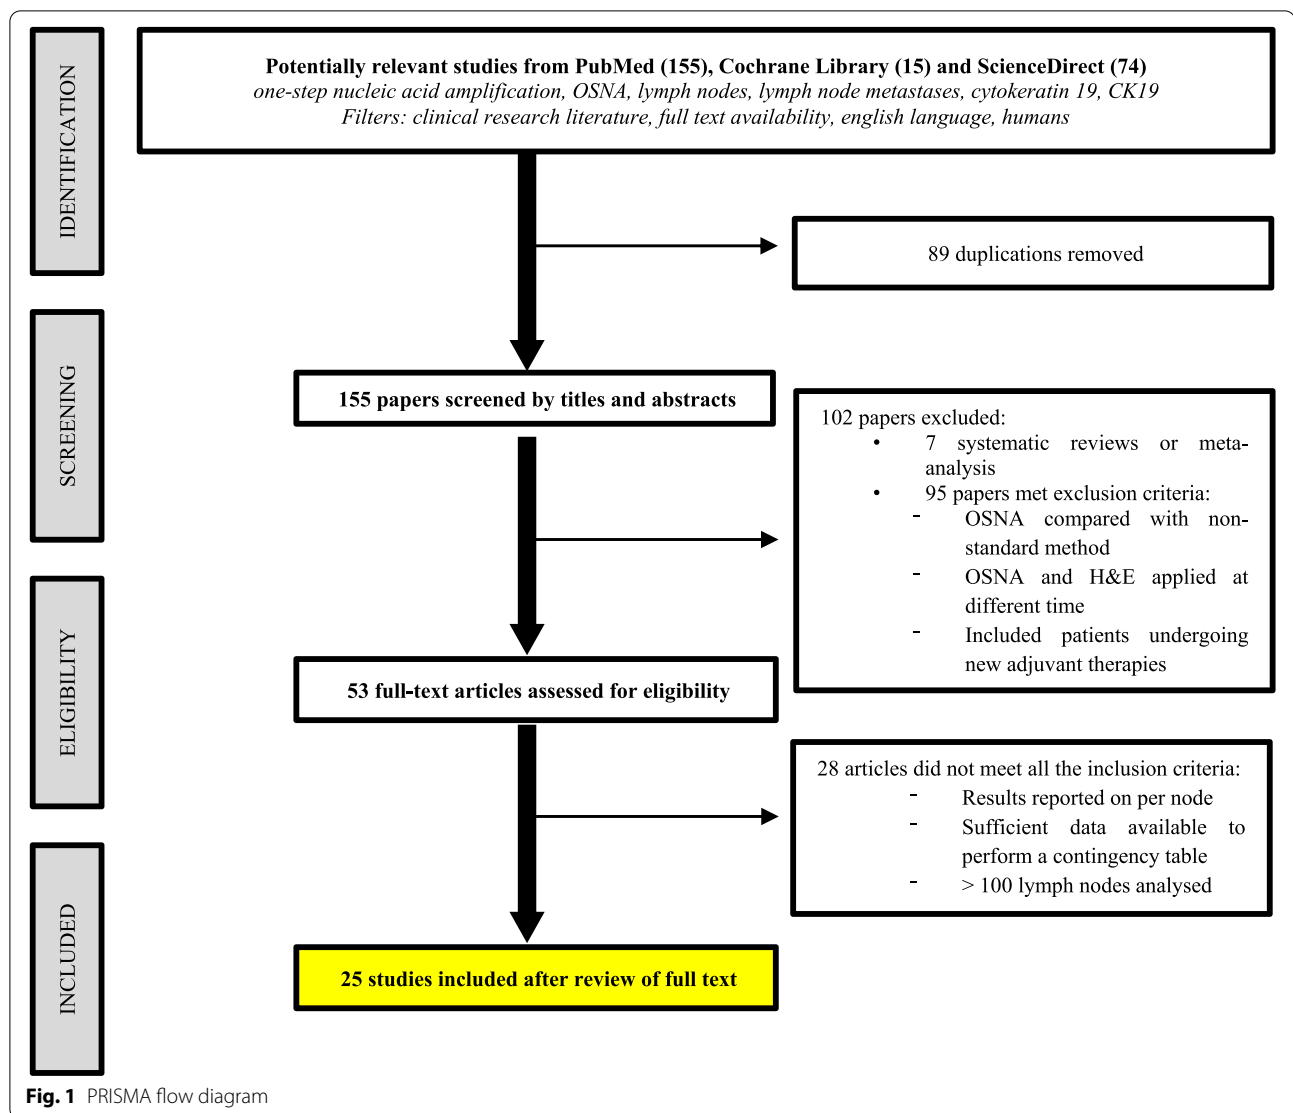 IDENTIFICATION
Potentially relevant studies from PubMed (155), Cochrane Library (15) and ScienceDirect (74)
one-step nucleic acid amplification, OSNA, lymph nodes, lymph node metastases, cytokeratin 19, CK19
Filters: clinical research literature, full text availability, english language, humans
89 duplications removed
SCREENING
155 papers screened by titles and abstracts
102 papers excluded:
• 7 systematic reviews or meta-
analysis
• 95 papers met exclusion criteria:
- OSNA compared with non-
standard method
- OSNA and H&E applied at
different time
- Included patients undergoing
new adjuvant therapies
ELIGIBILITY
53 full-text articles assessed for eligibility
28 articles did not meet all the inclusion criteria:
- Results reported on per node
- Sufficient data available to
perform a contingency table
- > 100 lymph nodes analysed
INCLUDED
25 studies included after review of full text
Fig. 1 PRISMA flow diagram